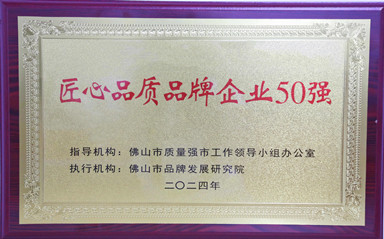 匠心品质品牌企业50强
指导机构：佛山市质量强市工作领导小组办公室
执行机构：佛山市品牌发展研究院
二〇二四年